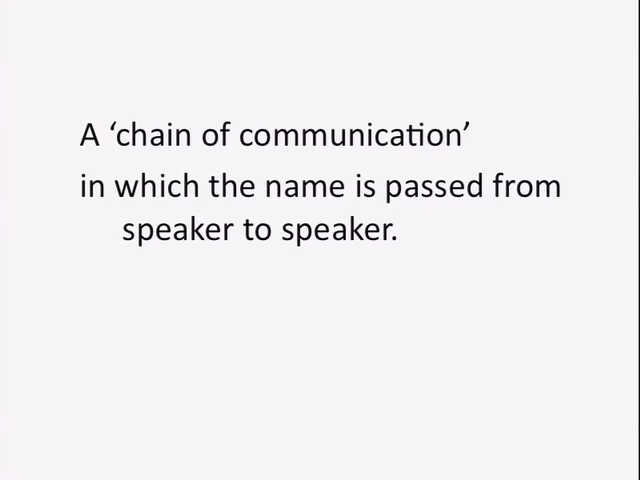 A ‘chain of communication’
in which the name is passed from
speaker to speaker.